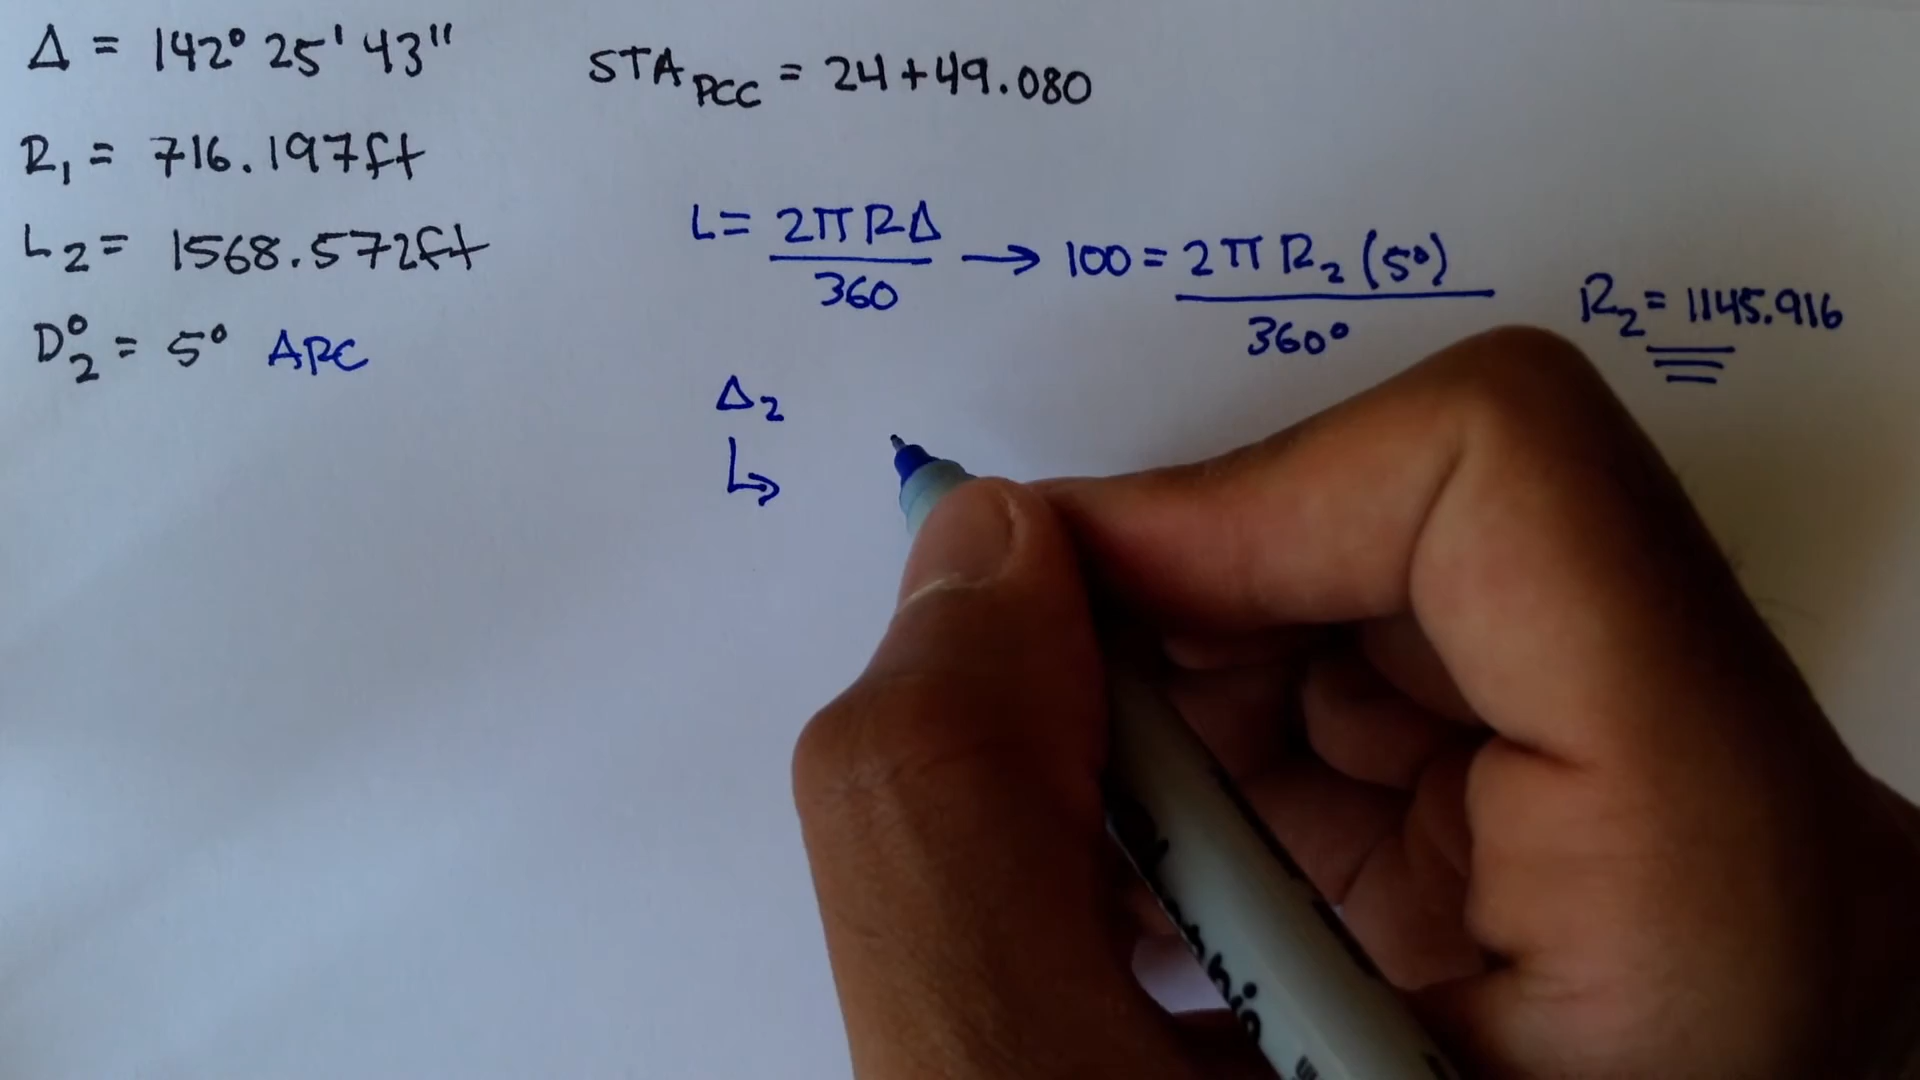 Δ = 142° 25' 43"
R₁ = 716.197ft
L₂ = 1568.572ft
D₂° = 5° ARC
STA PCC = 24+49.080
L = 2πRΔ/360 → 100 = 2πR₂(5°)/360°
R₂ = 1145.916
Δ₂
↳